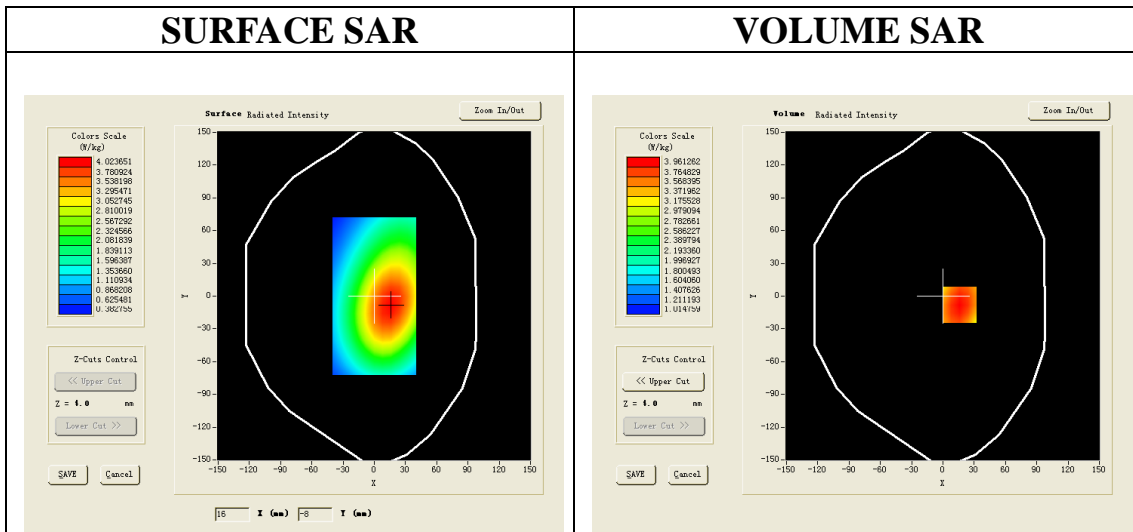 SURFACE SAR
VOLUME SAR
Surface Radiated Intensity
Zoom In/Out
Colors Scale
(W/kg)
4.023651
3.780924
3.538198
3.295471
3.052745
2.810019
2.567292
2.324566
2.081839
1.839113
1.596387
1.353660
1.110934
0.868208
0.625481
0.382755
150
120
90
60
30
0
-30
-60
-90
-120
-150
Y
-150 -120 -90 -60 -30 0 30 60 90 120 150
X
Z-Cuts Control
<< Upper Cut
Z = 4.0 mm
Lower Cut >>
SAVE
Cancel
16 X (mm) -8 Y (mm)
Volume Radiated Intensity
Zoom In/Out
Colors Scale
(W/kg)
3.961262
3.764829
3.568395
3.371962
3.175528
2.979094
2.782661
2.586227
2.389794
2.193360
1.996927
1.800493
1.604060
1.407626
1.211193
1.014759
150
120
90
60
30
0
-30
-60
-90
-120
-150
Y
-150 -120 -90 -60 -30 0 30 60 90 120 150
X
Z-Cuts Control
<< Upper Cut
Z = 4.0 mm
Lower Cut >>
SAVE
Cancel